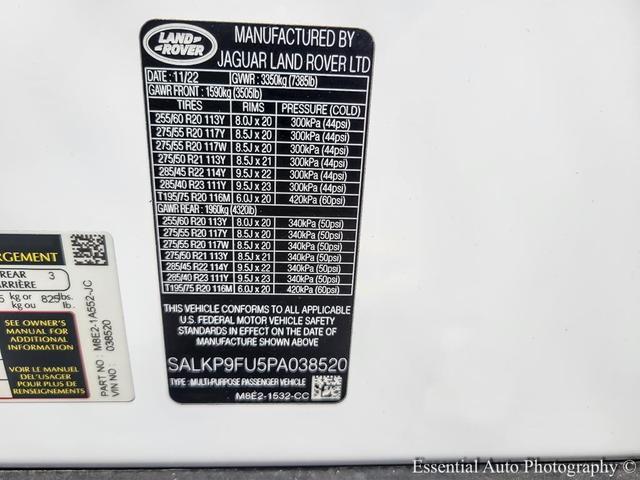 LAND ROVER
MANUFACTURED BY
JAGUAR LAND ROVER LTD
DATE : 11/22 GVWR : 3350kg (7385lb)
GAWR FRONT : 1590kg (3505lb)
TIRES RIMS PRESSURE (COLD)
255/60 R20 113Y 8.0J x 20 300kPa (44psi)
275/55 R20 117Y 8.5J x 20 300kPa (44psi)
275/55 R20 117W 8.5J x 20 300kPa (44psi)
275/50 R21 113Y 8.5J x 21 300kPa (44psi)
285/45 R22 114Y 9.5J x 22 300kPa (44psi)
285/40 R23 111Y 9.5J x 23 300kPa (44psi)
T195/75 R20 116M 6.0J x 20 420kPa (60psi)
GAWR REAR : 1960kg (4320lb)
255/60 R20 113Y 8.0J x 20 340kPa (50psi)
275/55 R20 117Y 8.5J x 20 340kPa (50psi)
275/55 R20 117W 8.5J x 20 340kPa (50psi)
275/50 R21 113Y 8.5J x 21 340kPa (50psi)
285/45 R22 114Y 9.5J x 22 340kPa (50psi)
285/40 R23 111Y 9.5J x 23 340kPa (50psi)
T195/75 R20 116M 6.0J x 20 420kPa (60psi)
THIS VEHICLE CONFORMS TO ALL APPLICABLE
U.S. FEDERAL MOTOR VEHICLE SAFETY
STANDARDS IN EFFECT ON THE DATE OF
MANUFACTURE SHOWN ABOVE
SALKP9FU5PA038520
TYPE : MULTI-PURPOSE PASSENGER VEHICLE
M8E2-1532-CC
RGEMENT
REAR 3
ARRIÈRE
5 kg or 825 lbs.
kg ou lb.
SEE OWNER'S
MANUAL FOR
ADDITIONAL
INFORMATION
VOIR LE MANUEL
DE L'USAGER
POUR PLUS DE
RENSEIGNEMENTS
PART NO : M8E2-1A552-JC
VIN NO : 038520
Essential Auto Photography ©